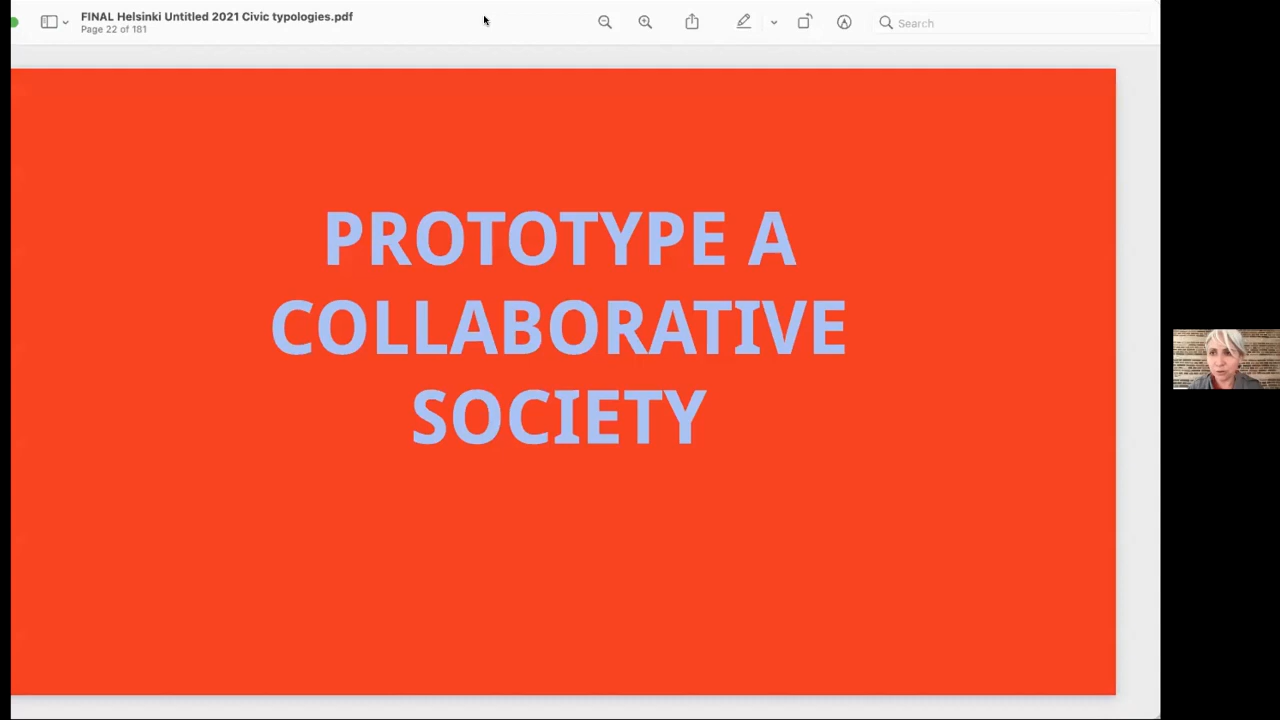 FINAL Helsinki Untitled 2021 Civic typologies.pdf
Page 22 of 181
Search
PROTOTYPE A
COLLABORATIVE
SOCIETY